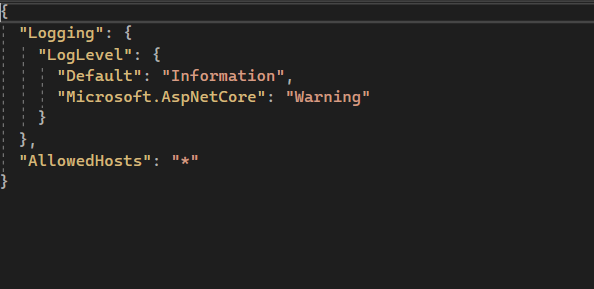 {
  "Logging": {
    "LogLevel": {
      "Default": "Information",
      "Microsoft.AspNetCore": "Warning"
    }
  },
  "AllowedHosts": "*"
}